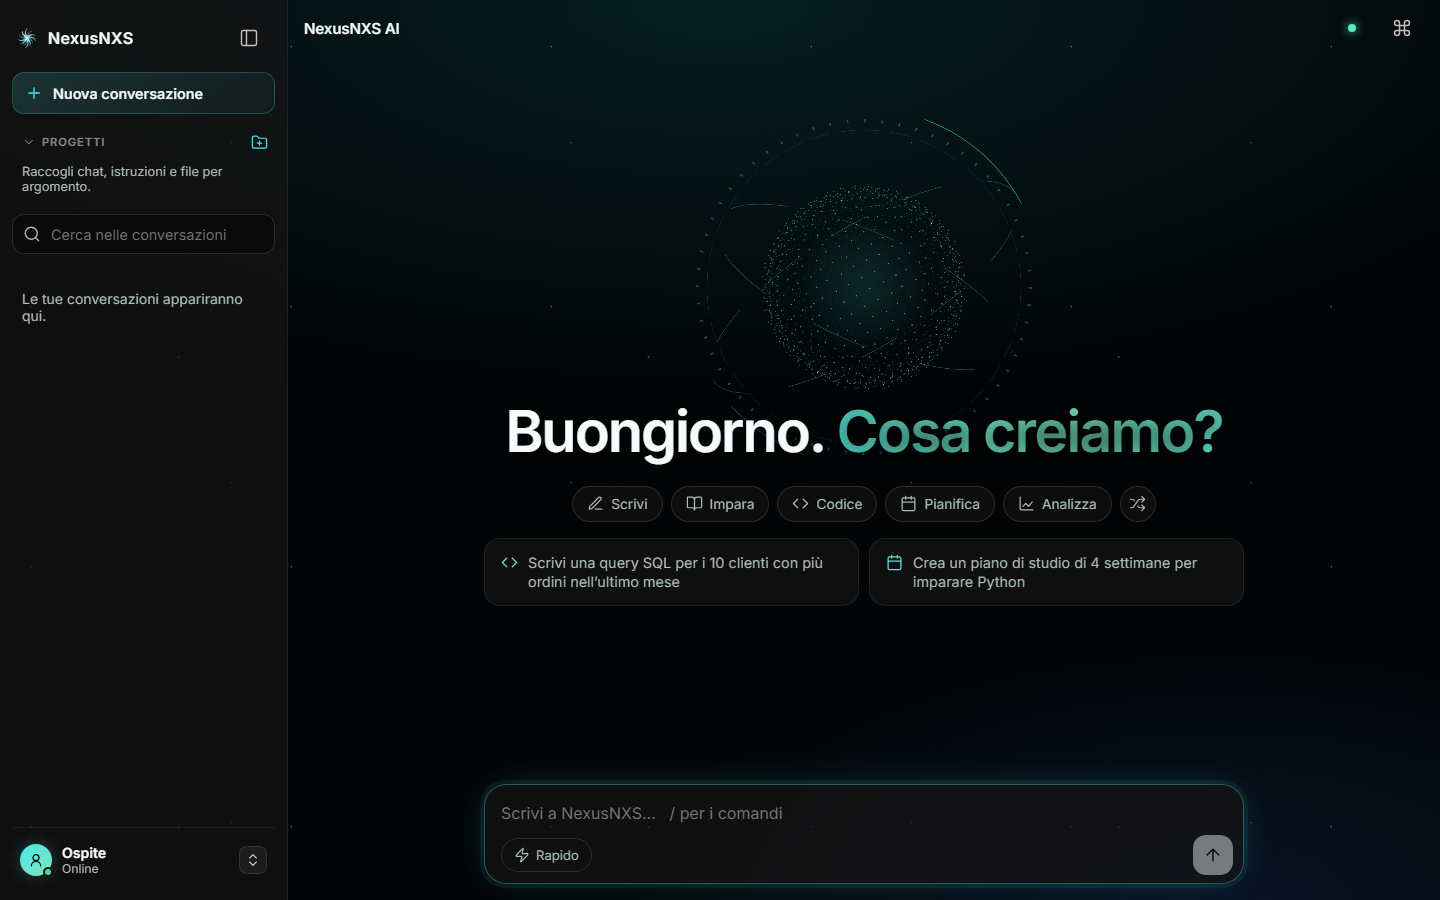 NexusNXS
Nuova conversazione
PROGETTI
Raccogli chat, istruzioni e file per
argomento.
Cerca nelle conversazioni
Le tue conversazioni appariranno
qui.
Ospite
Online
NexusNXS AI
Buongiorno. Cosa creiamo?
Scrivi
Impara
Codice
Pianifica
Analizza
Scrivi una query SQL per i 10 clienti con più
ordini nell’ultimo mese
Crea un piano di studio di 4 settimane per
imparare Python
Scrivi a NexusNXS… / per i comandi
Rapido